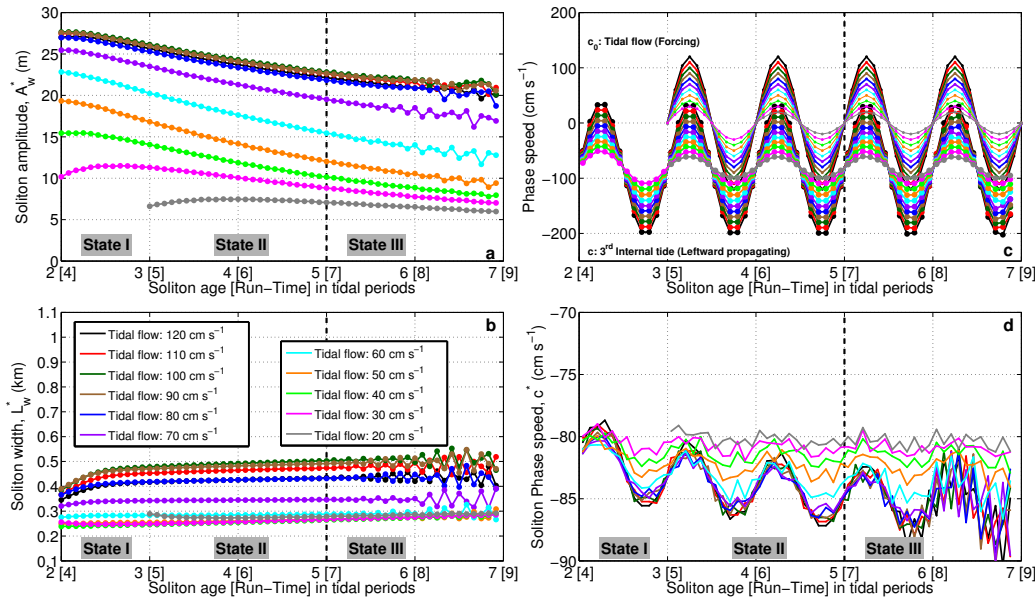 30
25
20
15
10
5
0
Soliton amplitude, A*w (m)
State I
State II
State III
a
2 [4]
3 [5]
4 [6]
5 [7]
6 [8]
7 [9]
Soliton age [Run−Time] in tidal periods
100
50
0
−50
−100
−150
−200
Phase speed (cm s−1)
c0: Tidal flow (Forcing)
c: 3rd Internal tide (Leftward propagating)
c
2 [4]
3 [5]
4 [6]
5 [7]
6 [8]
7 [9]
Soliton age [Run−Time] in tidal periods
1.1
1
0.9
0.8
0.7
0.6
0.5
0.4
0.3
0.2
0.1
Soliton width, L*w (km)
b
Tidal flow: 120 cm s−1
Tidal flow: 110 cm s−1
Tidal flow: 100 cm s−1
Tidal flow: 90 cm s−1
Tidal flow: 80 cm s−1
Tidal flow: 70 cm s−1
Tidal flow: 60 cm s−1
Tidal flow: 50 cm s−1
Tidal flow: 40 cm s−1
Tidal flow: 30 cm s−1
Tidal flow: 20 cm s−1
State I
State II
State III
2 [4]
3 [5]
4 [6]
5 [7]
6 [8]
7 [9]
Soliton age [Run−Time] in tidal periods
−70
−75
−80
−85
−90
Soliton Phase speed, c* (cm s−1)
d
State I
State II
State III
2 [4]
3 [5]
4 [6]
5 [7]
6 [8]
7 [9]
Soliton age [Run−Time] in tidal periods